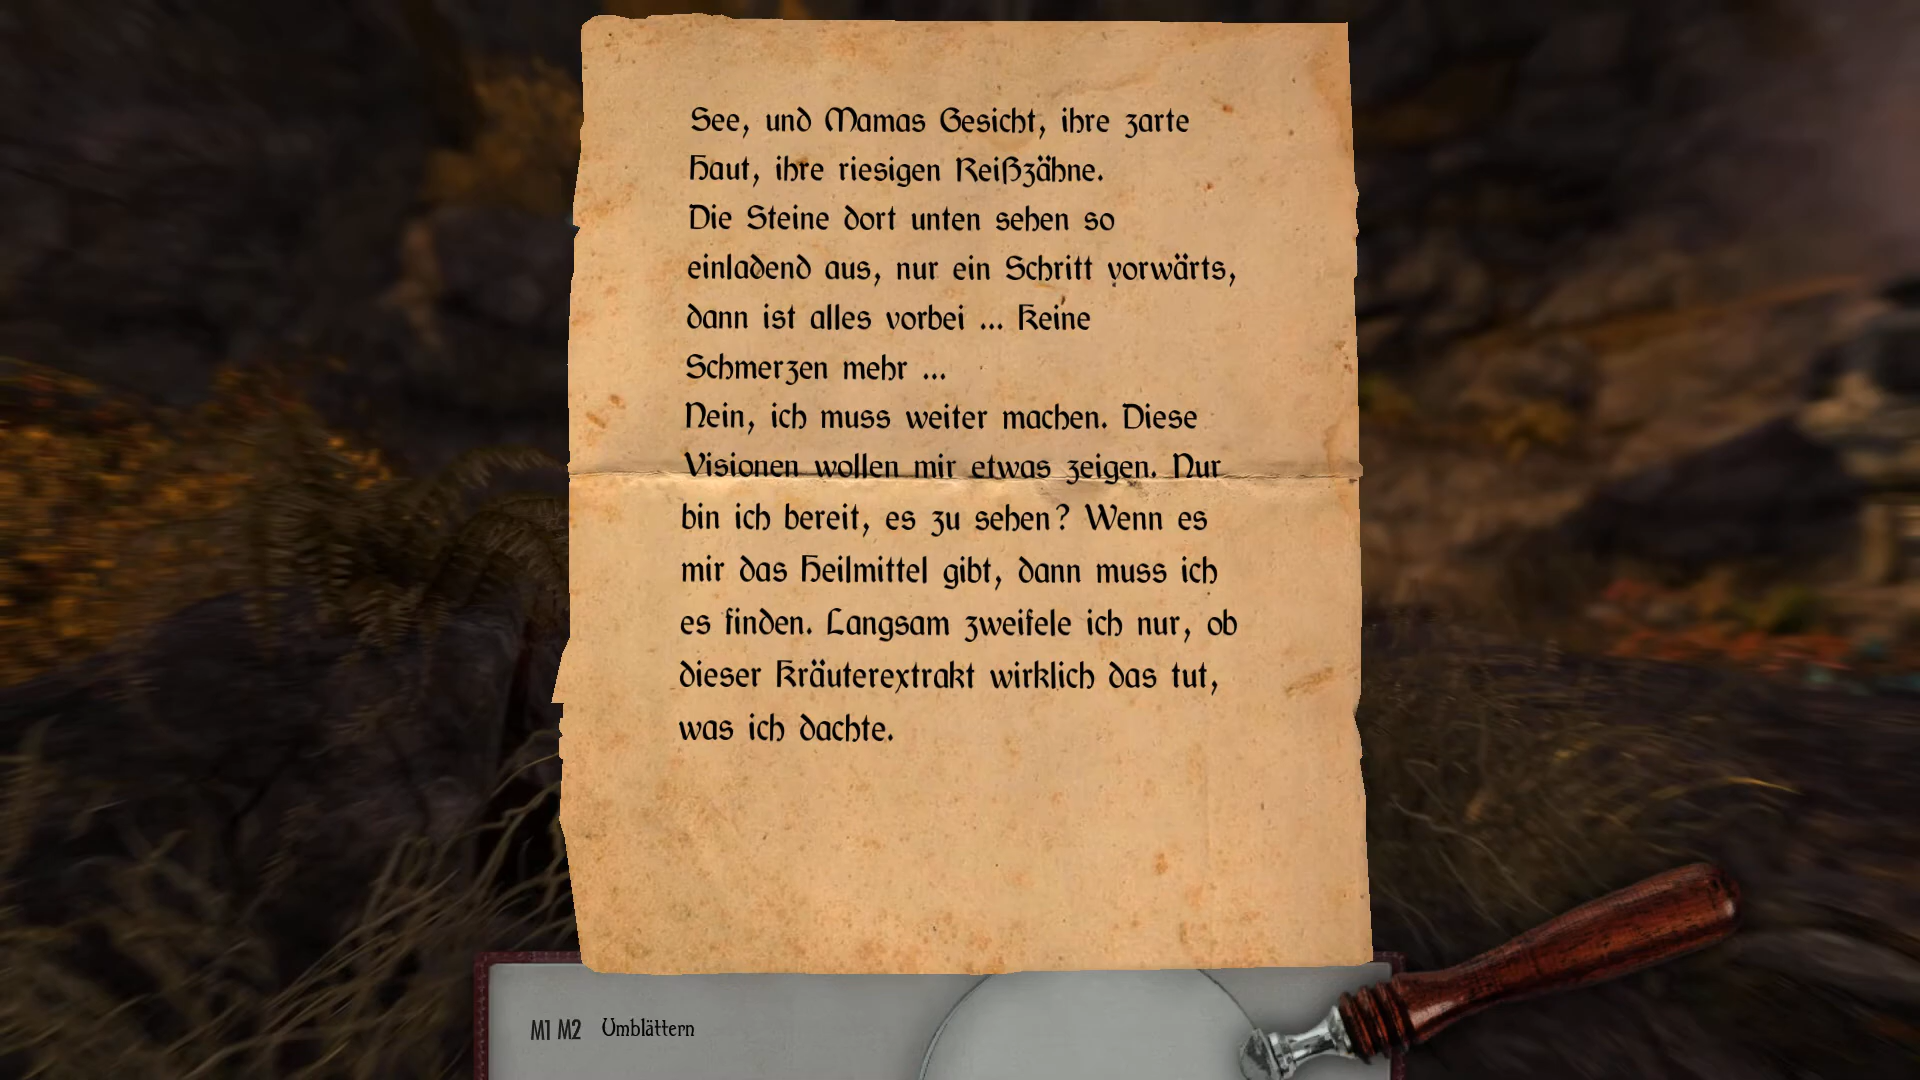 See, und Mamas Gesicht, ihre zarte
Haut, ihre riesigen Reißzähne.
Die Steine dort unten sehen so
einladend aus, nur ein Schritt vorwärts,
dann ist alles vorbei ... Keine
Schmerzen mehr ...
Nein, ich muss weiter machen. Diese
Visionen wollen mir etwas zeigen. Nur
bin ich bereit, es zu sehen? Wenn es
mir das Heilmittel gibt, dann muss ich
es finden. Langsam zweifele ich nur, ob
dieser Kräuterextrakt wirklich das tut,
was ich dachte.
M1 M2 Umblättern